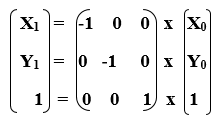 X₁ = -1 0 0 x X₀
Y₁ = 0 -1 0 x Y₀
1 = 0 0 1 x 1